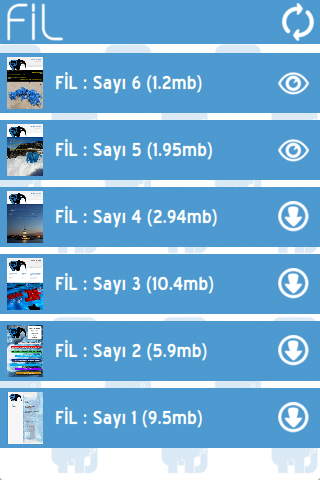 FiL
FİL : Sayı 6 (1.2mb)
FİL : Sayı 5 (1.95mb)
FİL : Sayı 4 (2.94mb)
FİL : Sayı 3 (10.4mb)
FİL : Sayı 2 (5.9mb)
FİL : Sayı 1 (9.5mb)